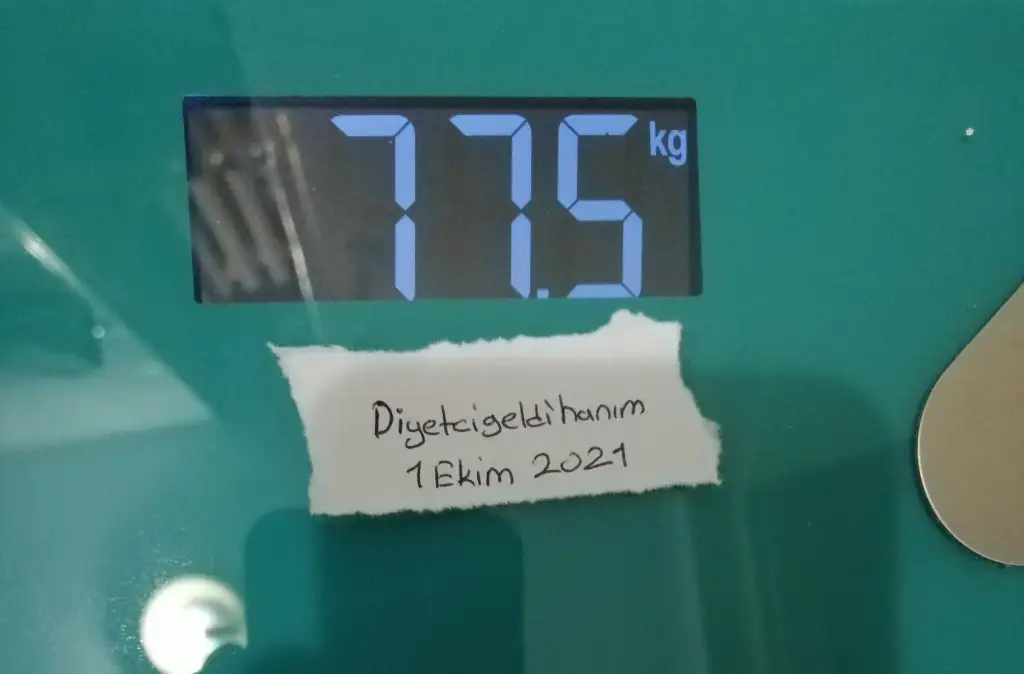 77.5 kg
Diyetcigeldihanım
1 Ekim 2021